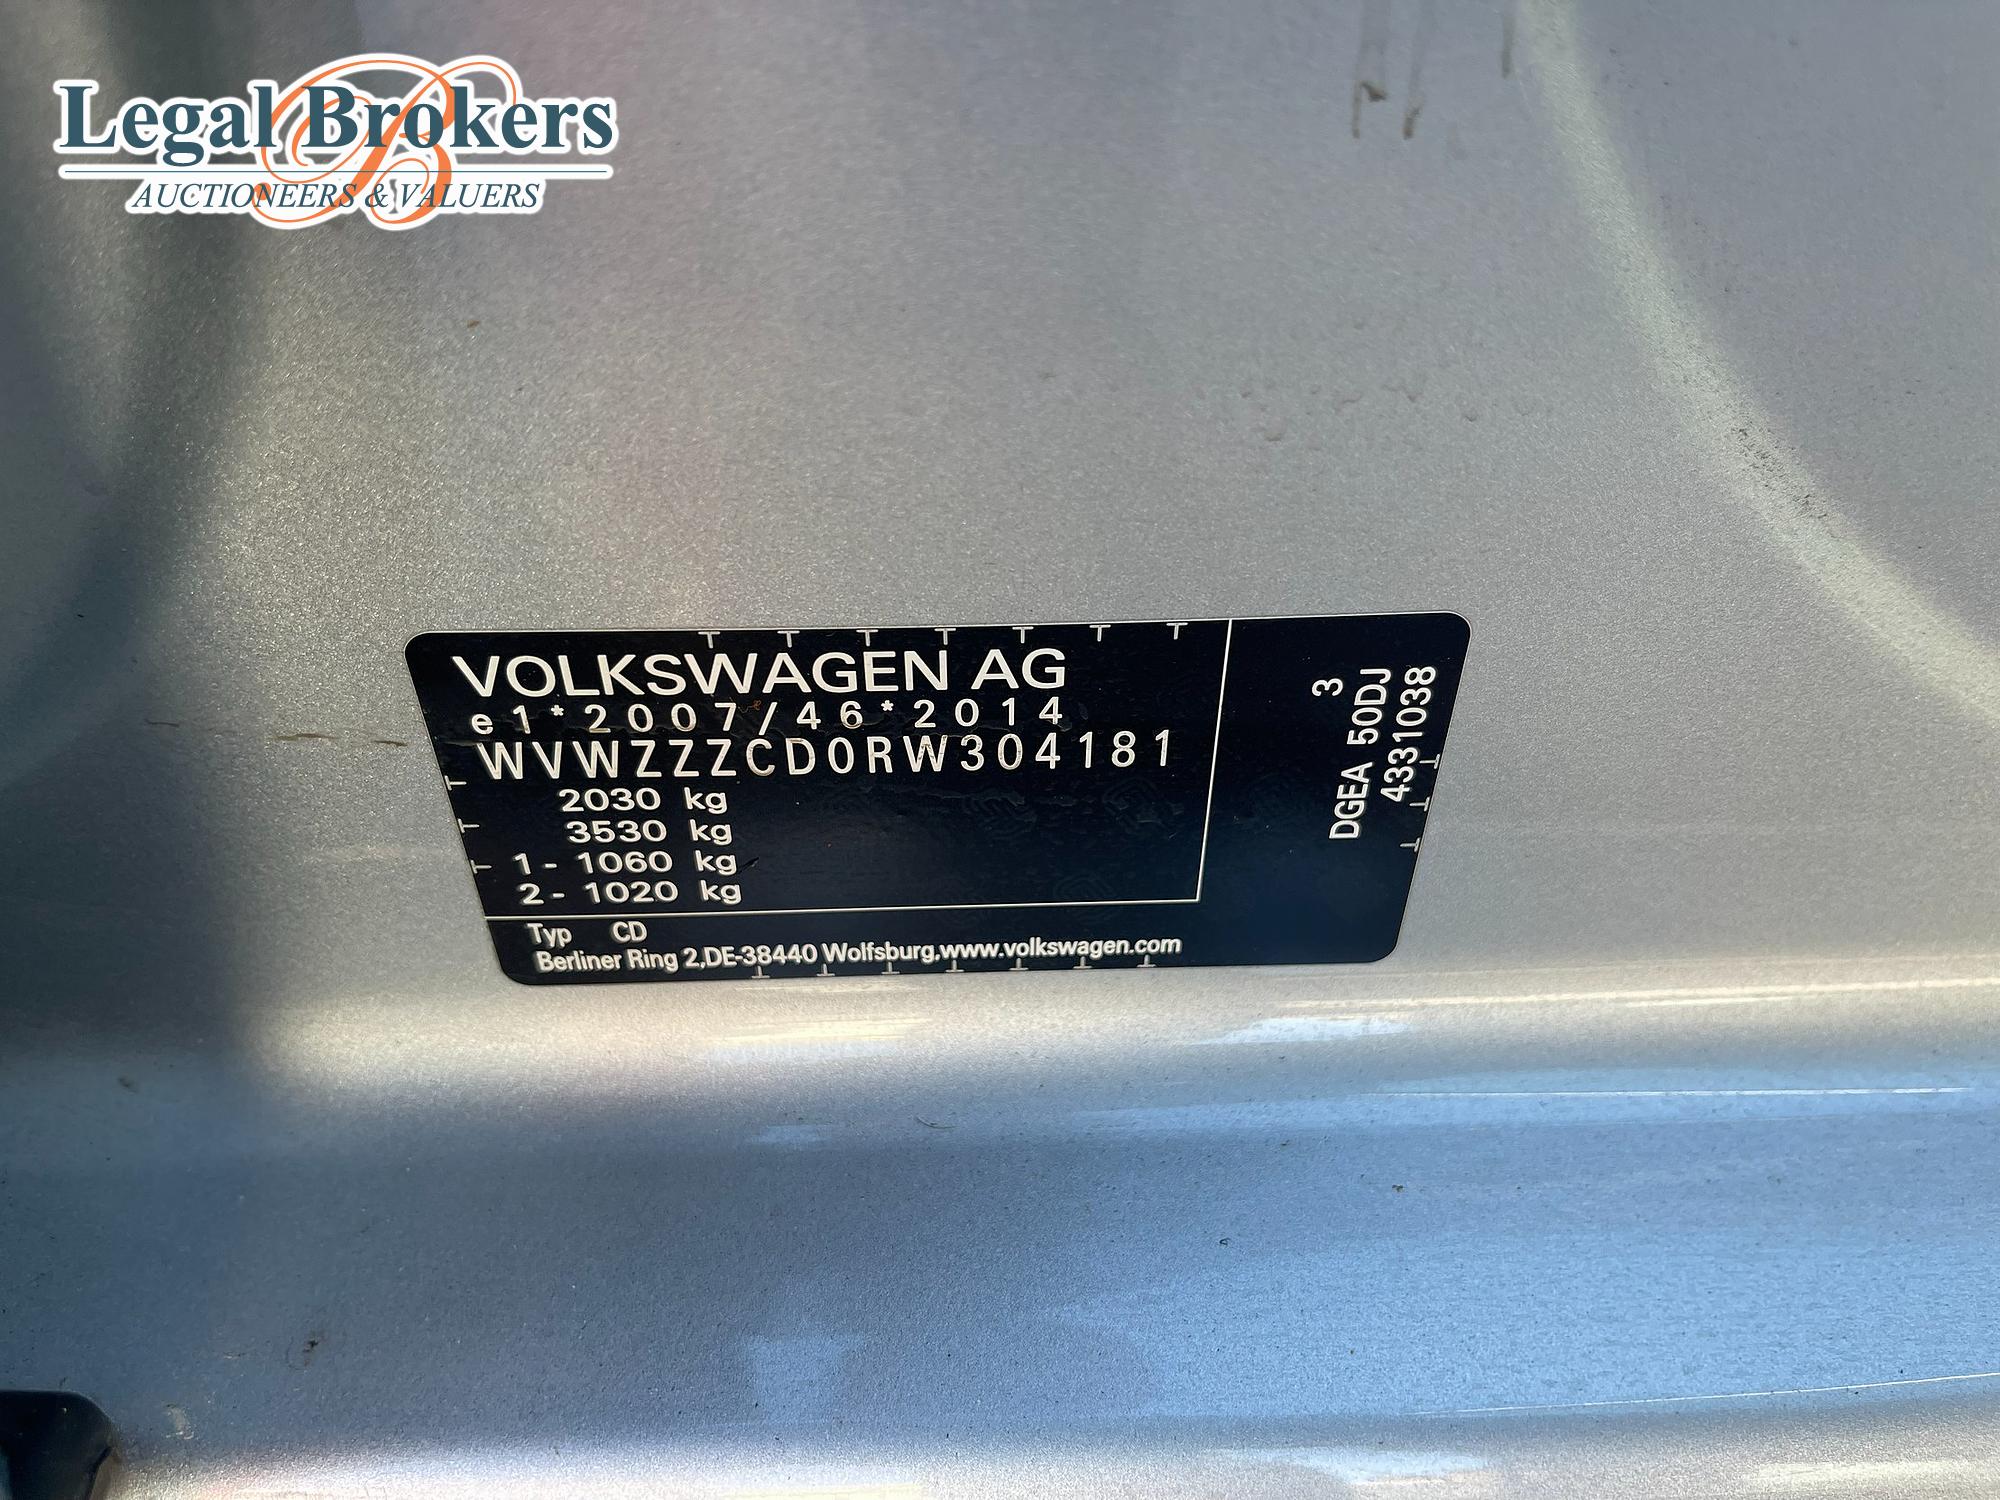 Legal Brokers
AUCTIONEERS & VALUERS
VOLKSWAGEN AG
e1*2007/46*2014
WVWZZZCD0RW304181
2030 kg
3530 kg
1- 1060 kg
2- 1020 kg
Typ CD
Berliner Ring 2,DE-38440 Wolfsburg,www.volkswagen.com
3
DGEA 50DJ
4331038